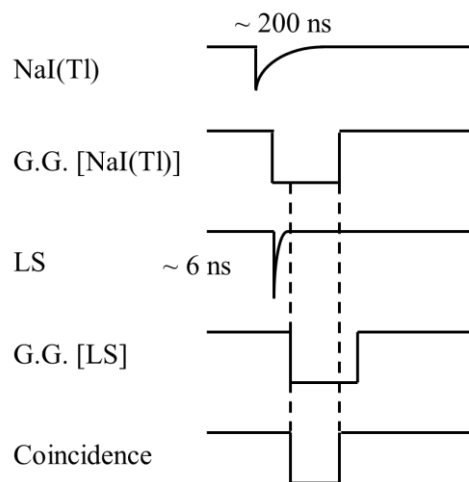 ~ 200 ns
NaI(Tl)
G.G. [NaI(Tl)]
LS
~ 6 ns
G.G. [LS]
Coincidence